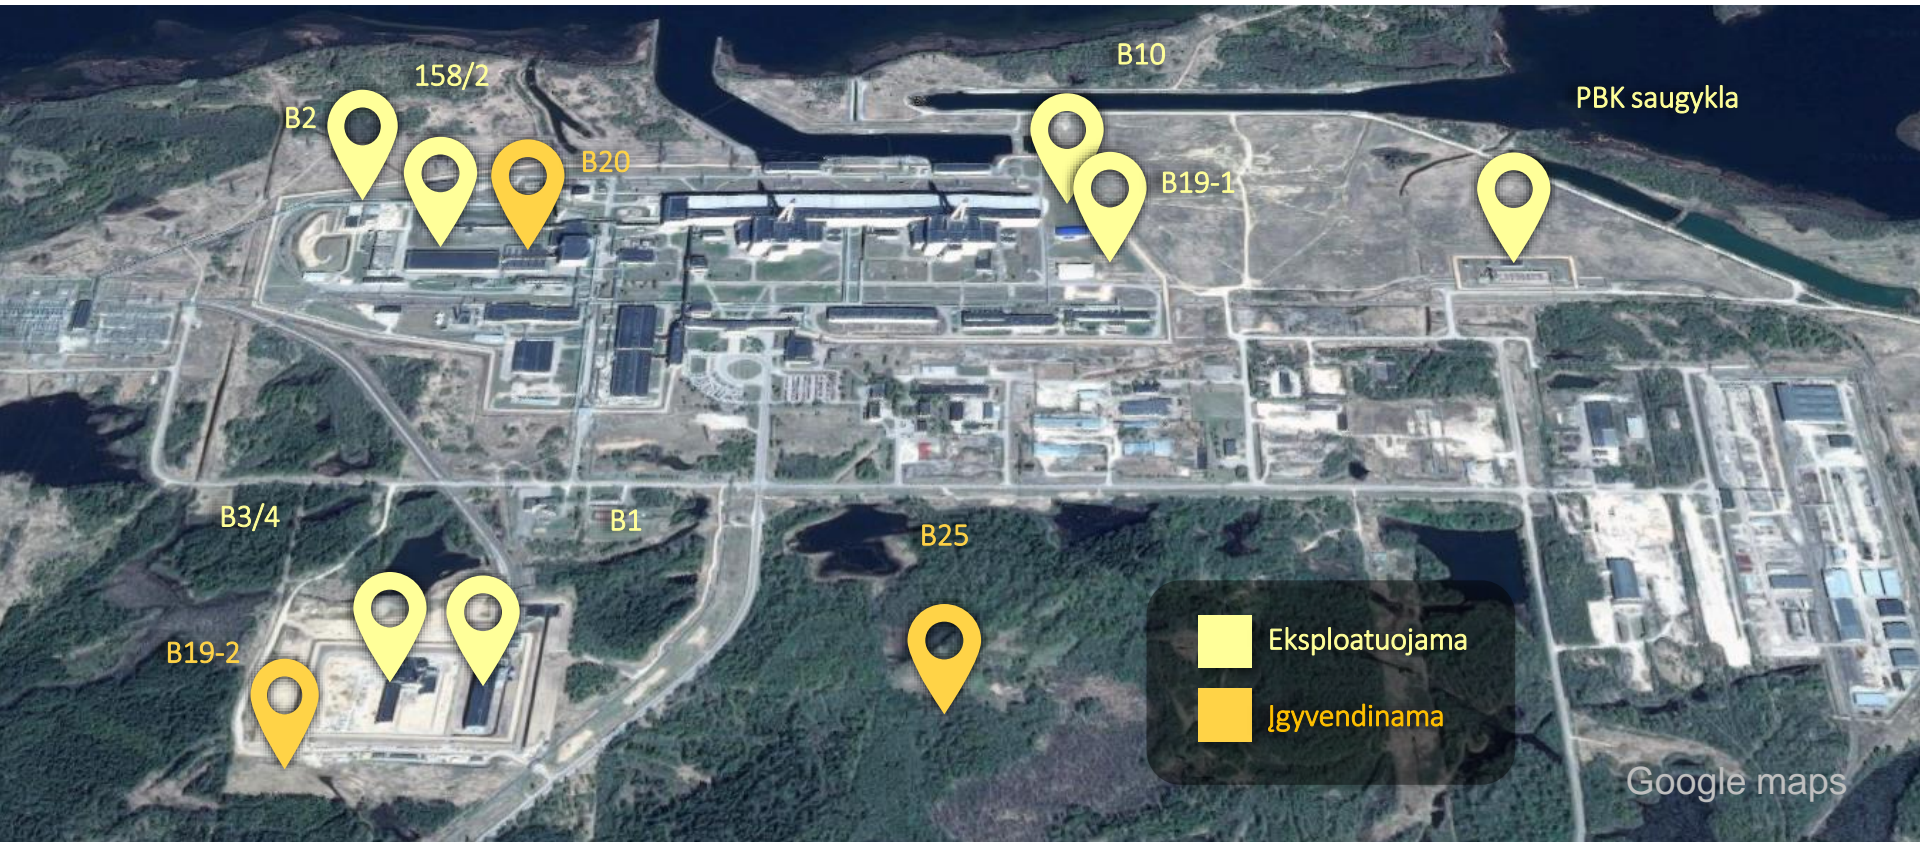 B10
158/2
PBK saugykla
B2
B20
B19-1
B3/4
B1
B25
Eksploatuojama
B19-2
Įgyvendinama
Google maps